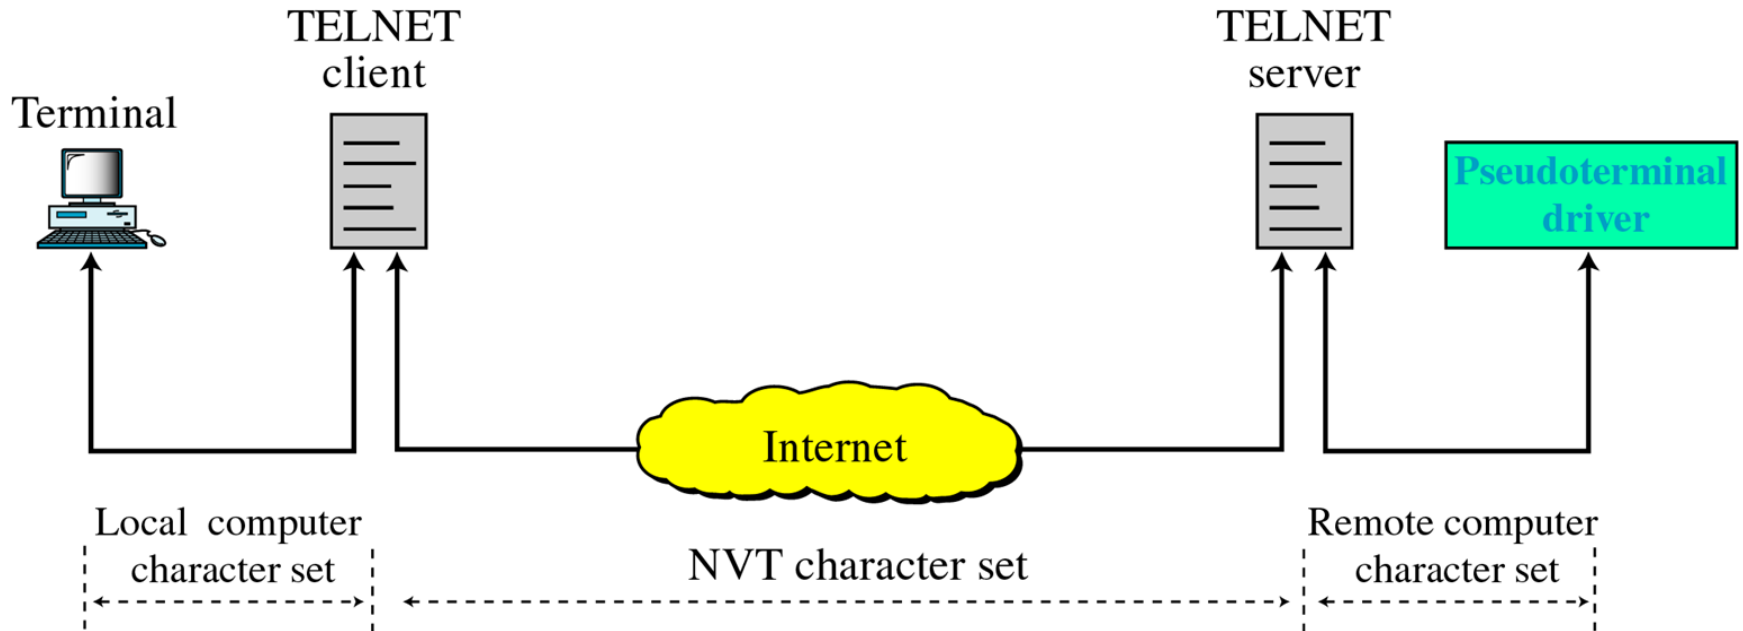 TELNET
client
TELNET
server
Terminal
Pseudoterminal
driver
Internet
Local computer
character set
NVT character set
Remote computer
character set